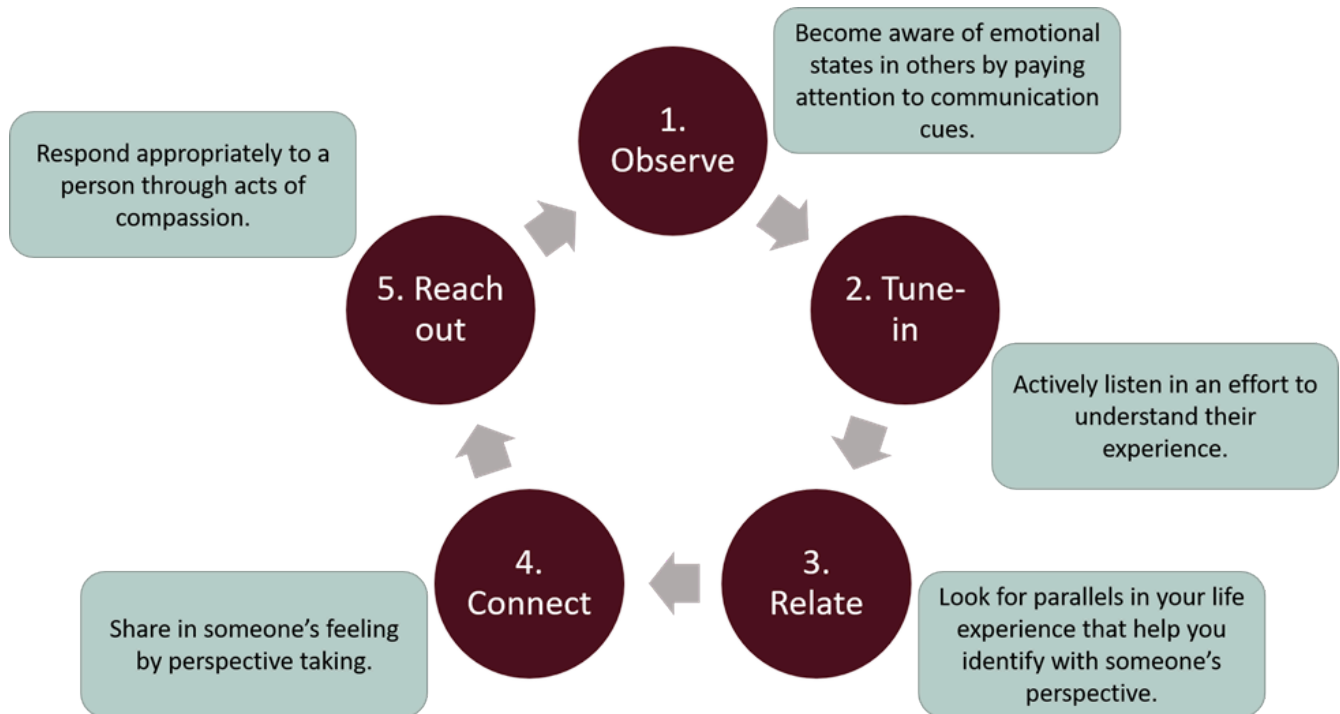 1.
Observe
Become aware of emotional
states in others by paying
attention to communication
cues.
2. Tune-
in
Actively listen in an effort to
understand their
experience.
3.
Relate
Look for parallels in your life
experience that help you
identify with someone’s
perspective.
4.
Connect
Share in someone’s feeling
by perspective taking.
5. Reach
out
Respond appropriately to a
person through acts of
compassion.